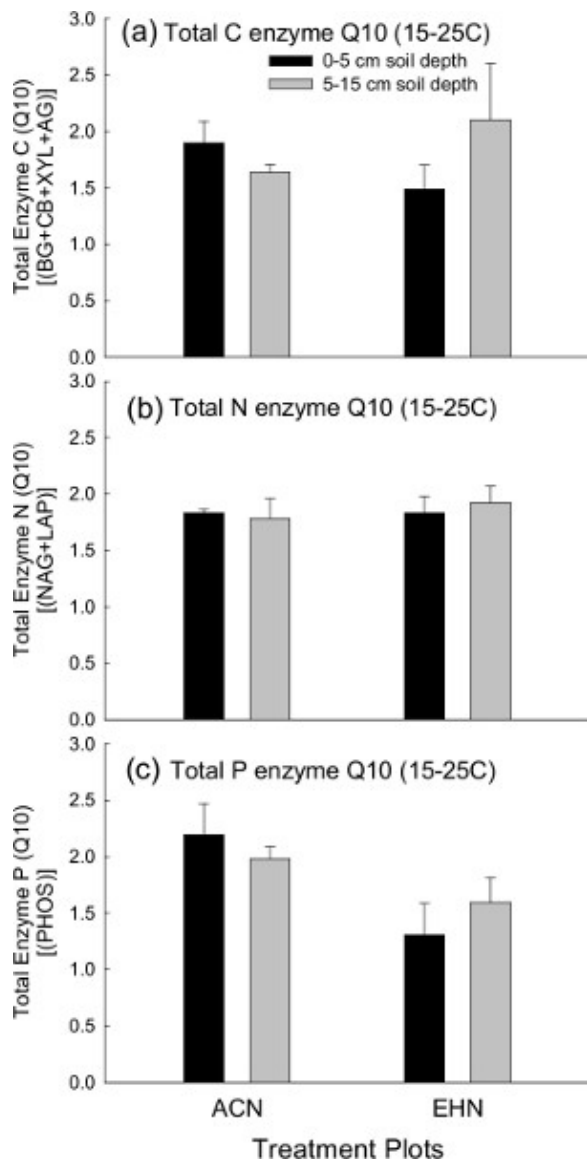 (a) Total C enzyme Q10 (15-25C)
0-5 cm soil depth
5-15 cm soil depth
Total Enzyme C (Q10)
[(BG+CB+XYL+AG)]
3.0
2.5
2.0
1.5
1.0
0.5
0.0
(b) Total N enzyme Q10 (15-25C)
Total Enzyme N (Q10)
[(NAG+LAP)]
3.0
2.5
2.0
1.5
1.0
0.5
0.0
(c) Total P enzyme Q10 (15-25C)
Total Enzyme P (Q10)
[(PHOS)]
3.0
2.5
2.0
1.5
1.0
0.5
0.0
ACN EHN
Treatment Plots